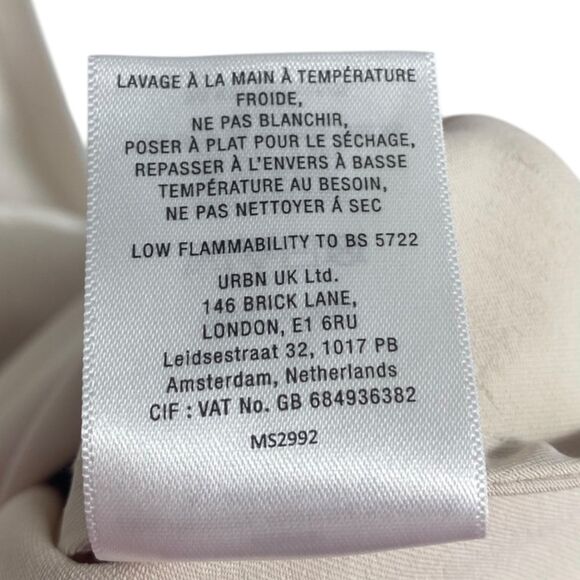 LAVAGE À LA MAIN À TEMPÉRATURE
FROIDE,
NE PAS BLANCHIR,
POSER À PLAT POUR LE SÉCHAGE,
REPASSER À L'ENVERS À BASSE
TEMPÉRATURE AU BESOIN,
NE PAS NETTOYER Á SEC
LOW FLAMMABILITY TO BS 5722
URBN UK Ltd.
146 BRICK LANE,
LONDON, E1 6RU
Leidsestraat 32, 1017 PB
Amsterdam, Netherlands
CIF : VAT No. GB 684936382
MS2992